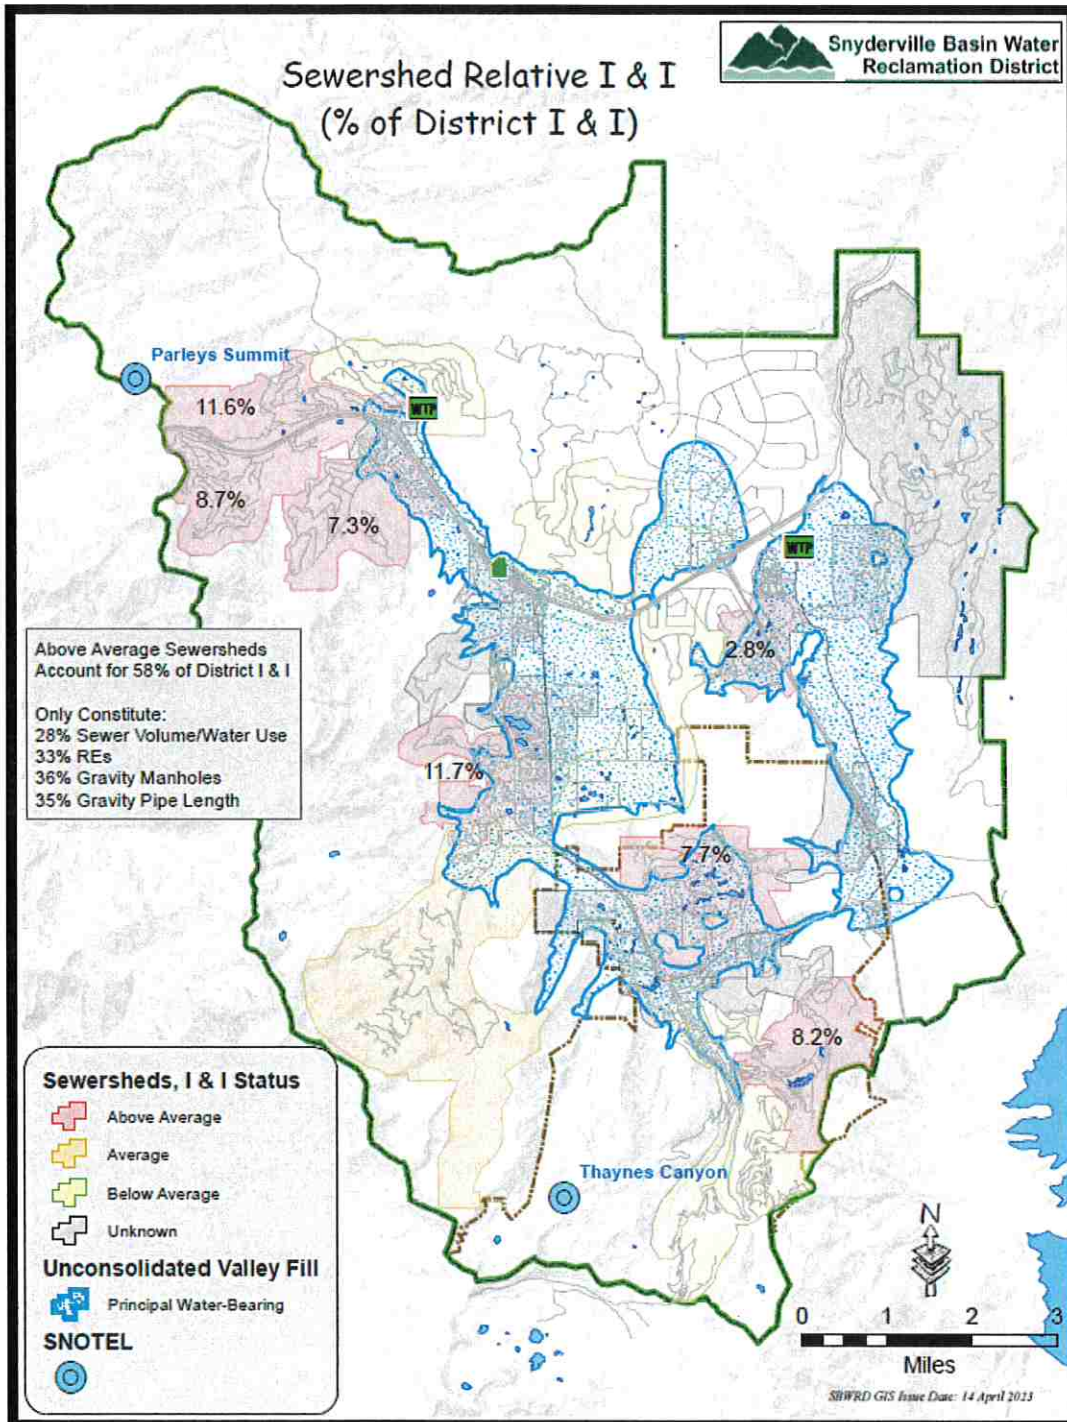 Snyderville Basin Water
Reclamation District
Sewershed Relative I & I
(% of District I & I)
Parleys Summit
WTP
11.6%
8.7%
7.3%
WTP
2.8%
Above Average Sewersheds
Account for 58% of District I & I
Only Constitute:
28% Sewer Volume/Water Use
33% REs
36% Gravity Manholes
35% Gravity Pipe Length
11.7%
7.7%
8.2%
Sewersheds, I & I Status
Above Average
Average
Below Average
Unknown
Unconsolidated Valley Fill
Principal Water-Bearing
SNOTEL
Thaynes Canyon
N
0 1 2 3
Miles
SBWRD GIS Issue Date: 14 April 2023